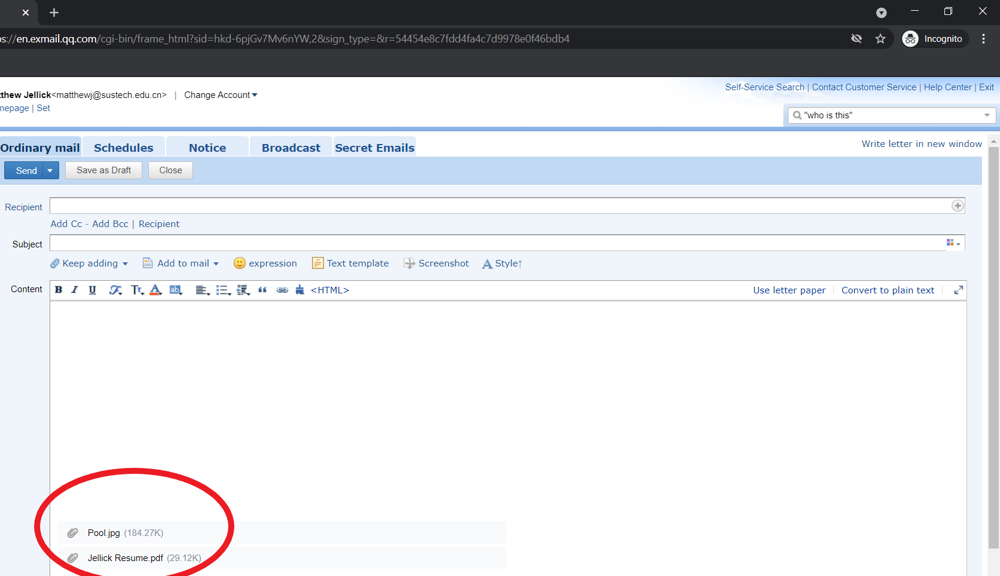 ps://en.exmail.qq.com/cgi-bin/frame_html?sid=hkd-6pjGv7Mv6nYW,2&sign_type=&r=54454e8c7fdd4fa4c7d9978e0f46bdb4
Incognito
tthew Jellick<matthewj@sustech.edu.cn> | Change Account
Self-Service Search | Contact Customer Service | Help Center | Exit
mepage | Set
"who is this"
Ordinary mail Schedules Notice Broadcast Secret Emails
Write letter in new window
Send Save as Draft Close
Recipient
Add Cc - Add Bcc | Recipient
Subject
Keep adding Add to mail expression Text template Screenshot Style↑
Content B I U <HTML> Use letter paper Convert to plain text
Pool.jpg (184.27K)
Jellick Resume.pdf (29.12K)